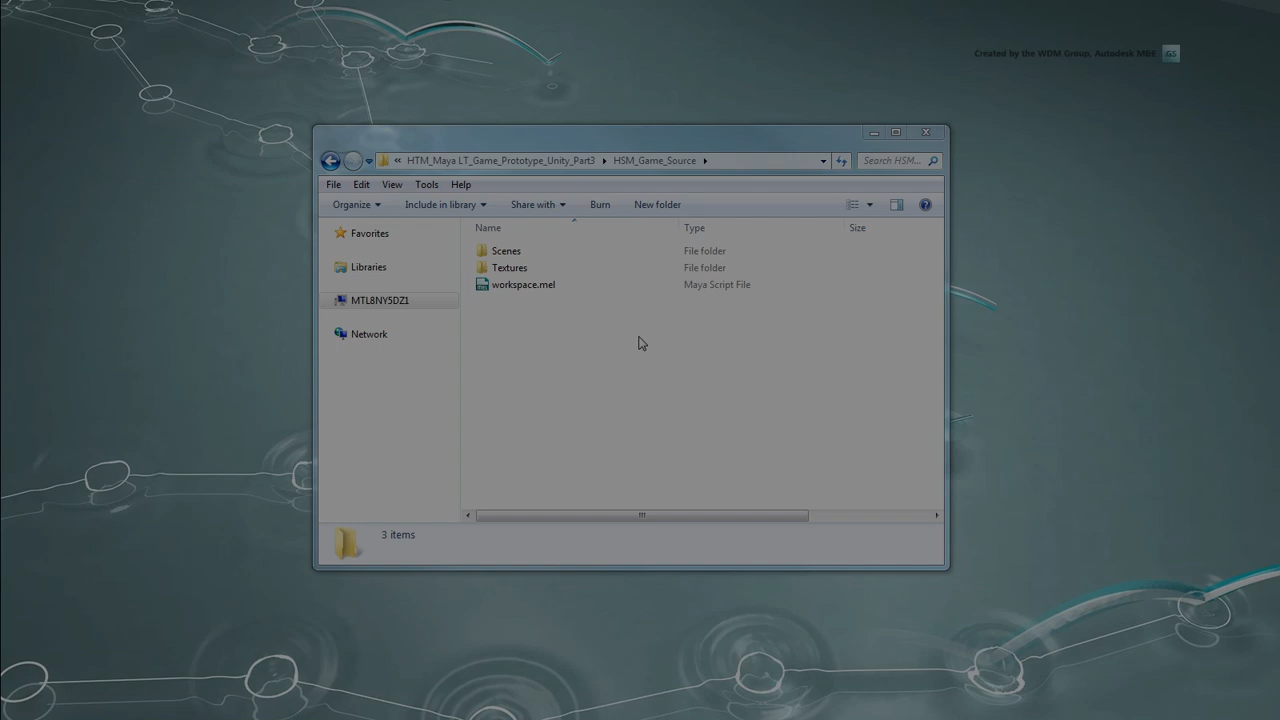 Created by the WDM Group, Autodesk M&E GS
« HTM_Maya LT_Game_Prototype_Unity_Part3 HSM_Game_Source Search HSM...
File Edit View Tools Help
Organize Include in library Share with Burn New folder
Name Type Size
Favorites
Libraries
MTL8NY5DZ1
Network
Scenes File folder
Textures File folder
workspace.mel Maya Script File
3 items